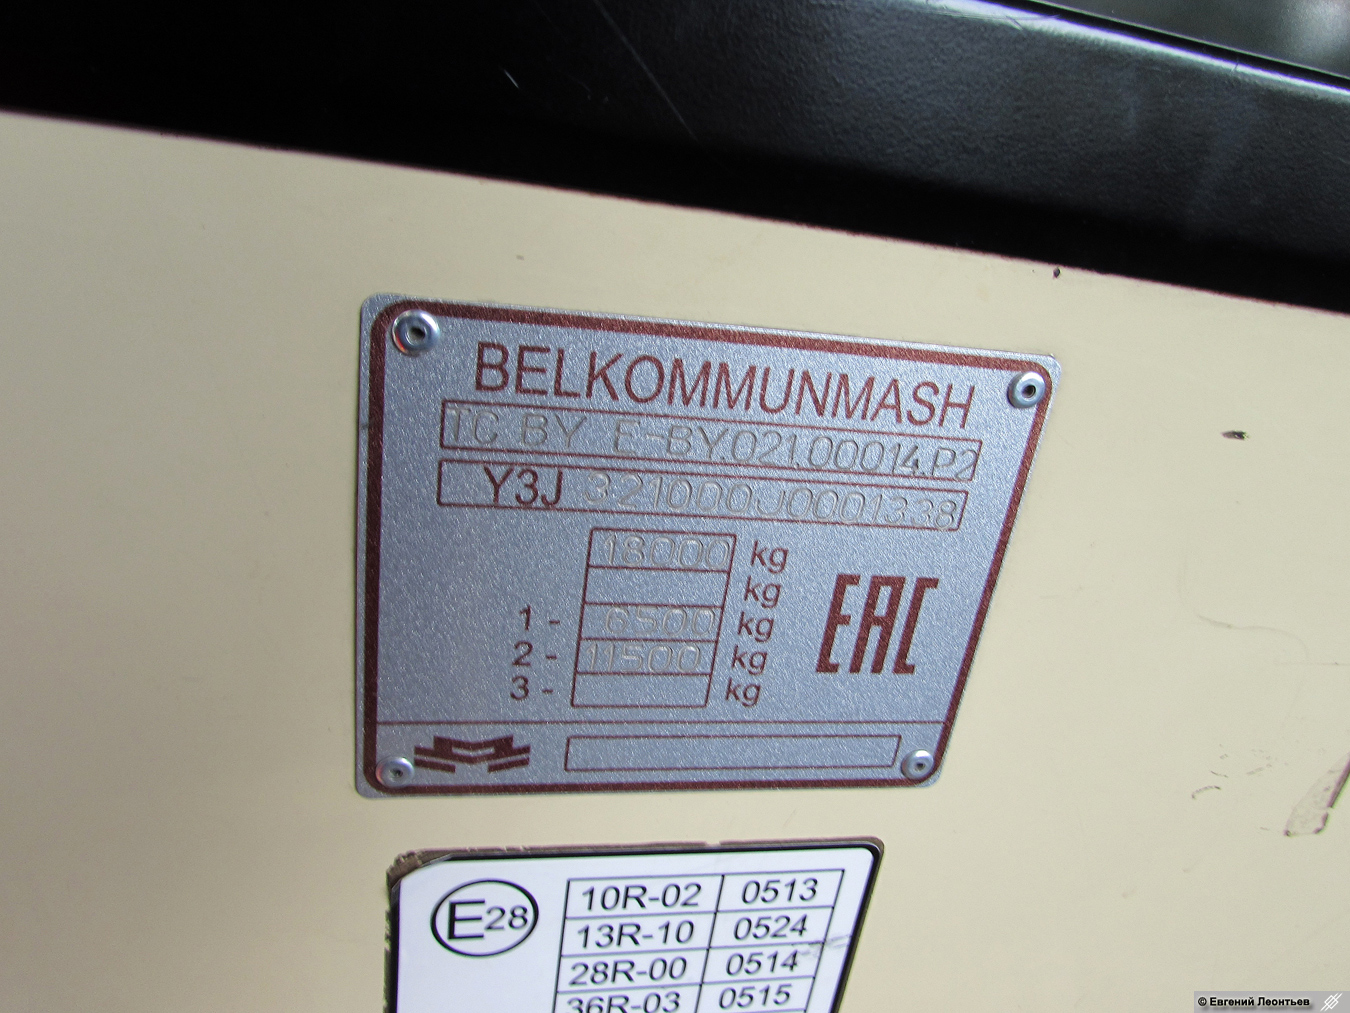 BELKOMMUNMASH
TC BY E-BY.021.00014.P2
Y3J 321000J0001338
18000 kg
kg
1 - 6500 kg
2 - 11500 kg
3 - kg
EAC
E28
10R-02 0513
13R-10 0524
28R-00 0514
36R-03 0515
© Евгений Леонтьев